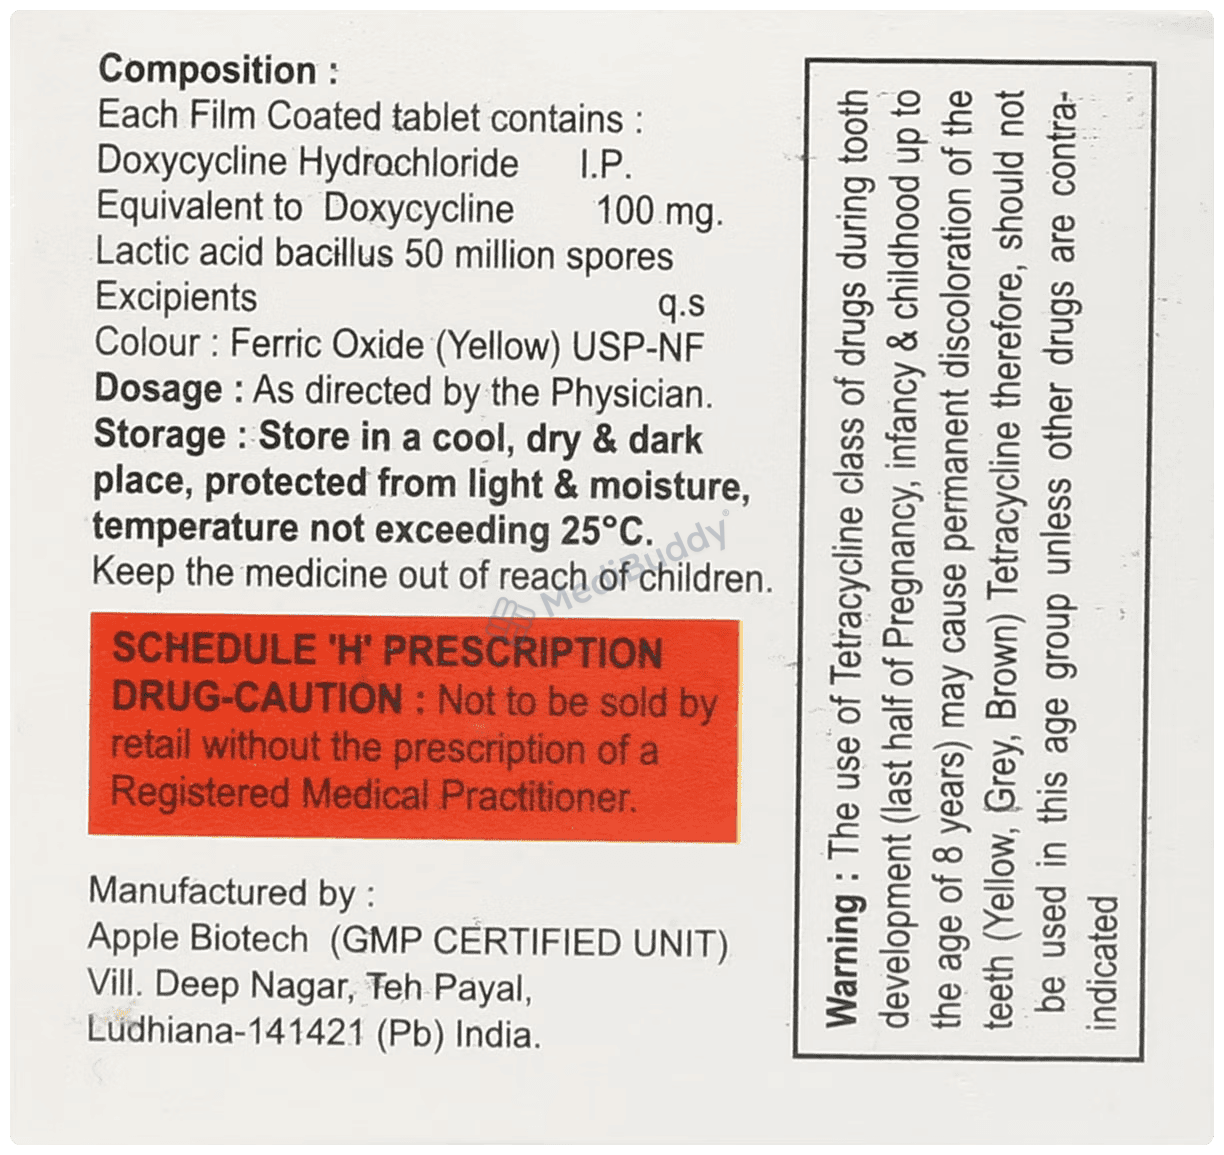 Composition :
Each Film Coated tablet contains :
Doxycycline Hydrochloride I.P.
Equivalent to Doxycycline 100 mg.
Lactic acid bacillus 50 million spores
Excipients q.s
Colour : Ferric Oxide (Yellow) USP-NF
Dosage : As directed by the Physician.
Storage : Store in a cool, dry & dark
place, protected from light & moisture,
temperature not exceeding 25°C.
Keep the medicine out of reach of children.
MediBuddy®
SCHEDULE 'H' PRESCRIPTION
DRUG-CAUTION : Not to be sold by
retail without the prescription of a
Registered Medical Practitioner.
Manufactured by :
Apple Biotech (GMP CERTIFIED UNIT)
Vill. Deep Nagar, Teh Payal,
Ludhiana-141421 (Pb) India.
Warning : The use of Tetracycline class of drugs during tooth
development (last half of Pregnancy, infancy & childhood up to
the age of 8 years) may cause permanent discoloration of the
teeth (Yellow, Grey, Brown) Tetracycline therefore, should not
be used in this age group unless other drugs are contra-
indicated